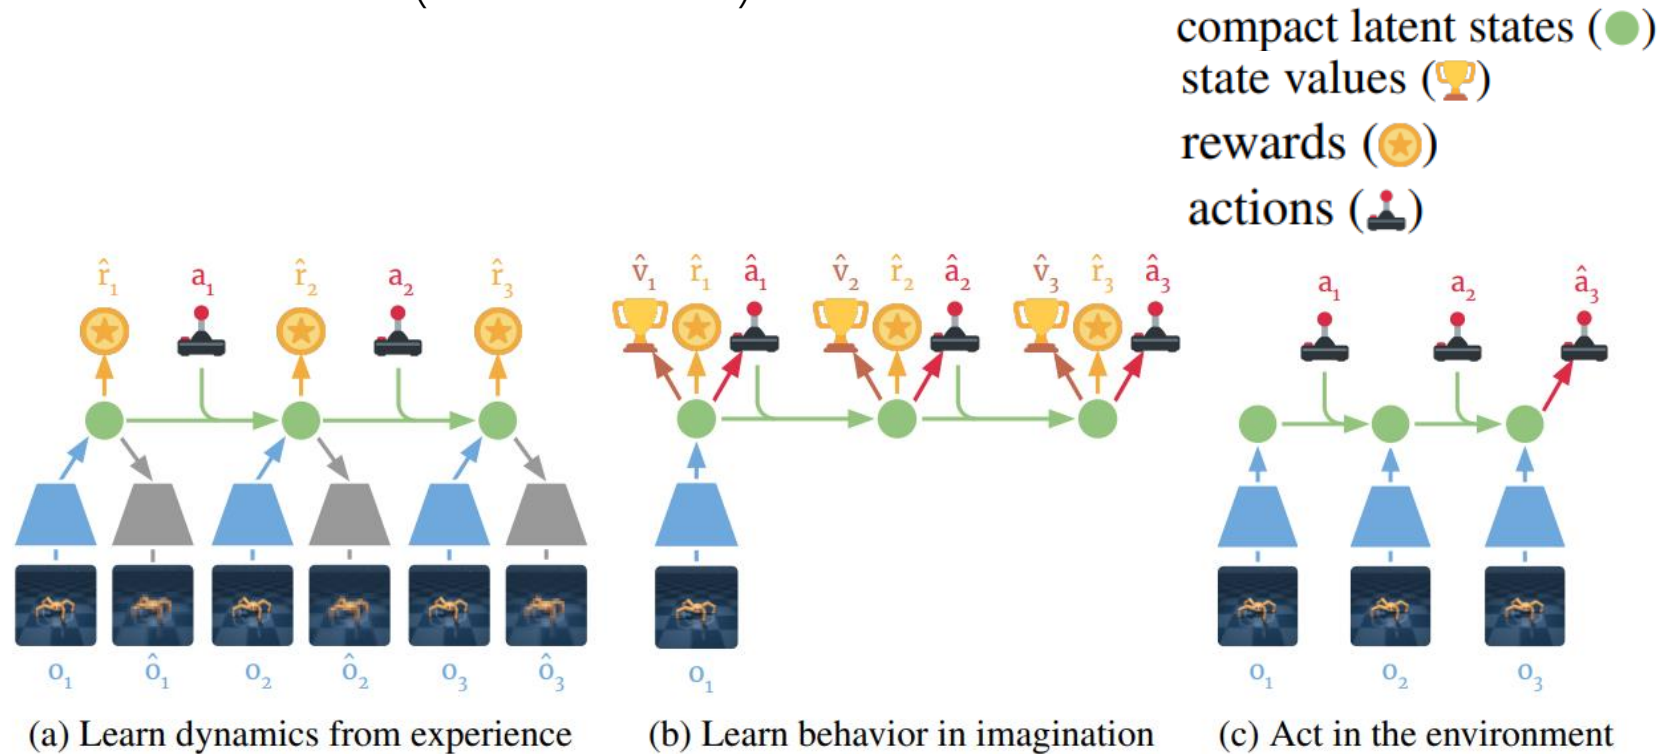 compact latent states ( )
state values ( )
rewards ( )
actions ( )
r̂₁ a₁ r̂₂ a₂ r̂₃
v̂₁ r̂₁ â₁ v̂₂ r̂₂ â₂ v̂₃ r̂₃ â₃
a₁ a₂ â₃
o₁ ô₁ o₂ ô₂ o₃ ô₃
o₁
o₁ o₂ o₃
(a) Learn dynamics from experience
(b) Learn behavior in imagination
(c) Act in the environment